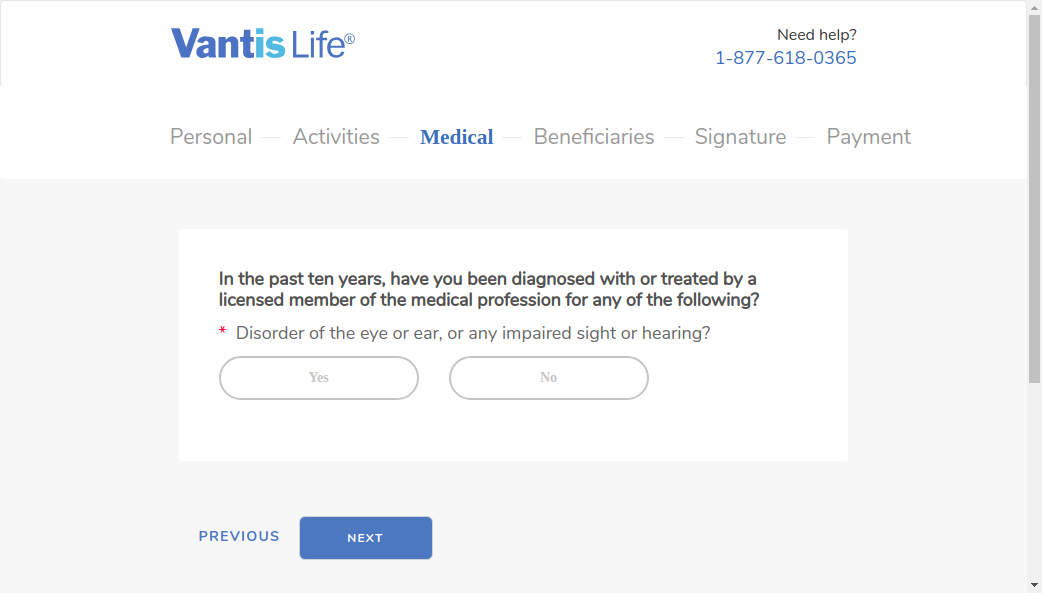 Vantis Life®
Need help?
1-877-618-0365
Personal
Activities
Medical
Beneficiaries
Signature
Payment
In the past ten years, have you been diagnosed with or treated by a
licensed member of the medical profession for any of the following?
* Disorder of the eye or ear, or any impaired sight or hearing?
Yes
No
PREVIOUS
NEXT